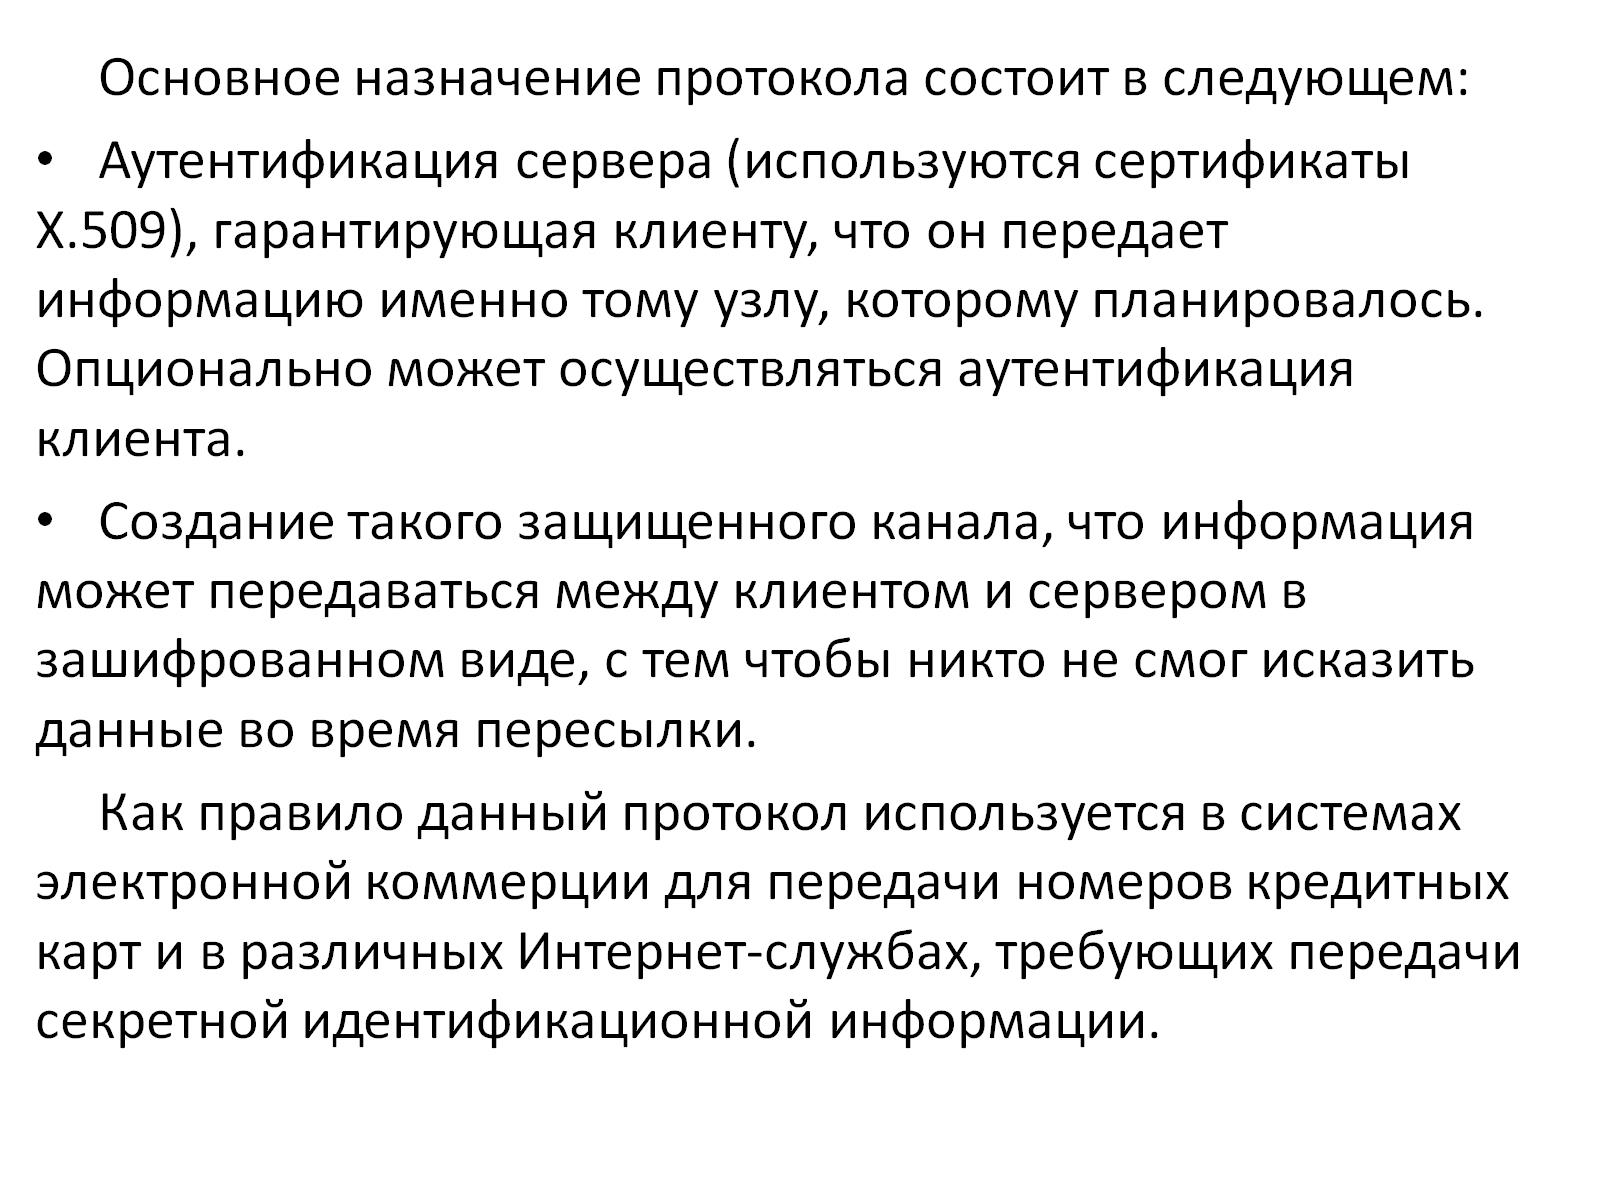 Основное назначение протокола состоит в следующем:
• Аутентификация сервера (используются сертификаты
X.509), гарантирующая клиенту, что он передает
информацию именно тому узлу, которому планировалось.
Опционально может осуществляться аутентификация
клиента.
• Создание такого защищенного канала, что информация
может передаваться между клиентом и сервером в
зашифрованном виде, с тем чтобы никто не смог исказить
данные во время пересылки.
Как правило данный протокол используется в системах
электронной коммерции для передачи номеров кредитных
карт и в различных Интернет-службах, требующих передачи
секретной идентификационной информации.